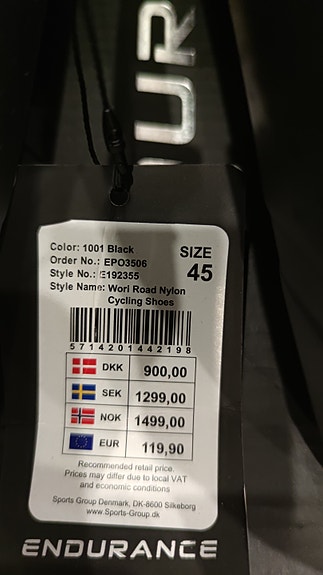 DUR
Color: 1001 Black
SIZE
Order No.: EPO3506
45
Style No.: E192355
Style Name: Worl Road Nylon
Cycling Shoes
5714201442198
DKK 900,00
SEK 1299,00
NOK 1499,00
EUR 119,90
Recommended retail price.
Prices may differ due to local VAT
and economic conditions
Sports Group Denmark, DK-8600 Silkeborg
www.Sports-Group.dk
ENDURANCE